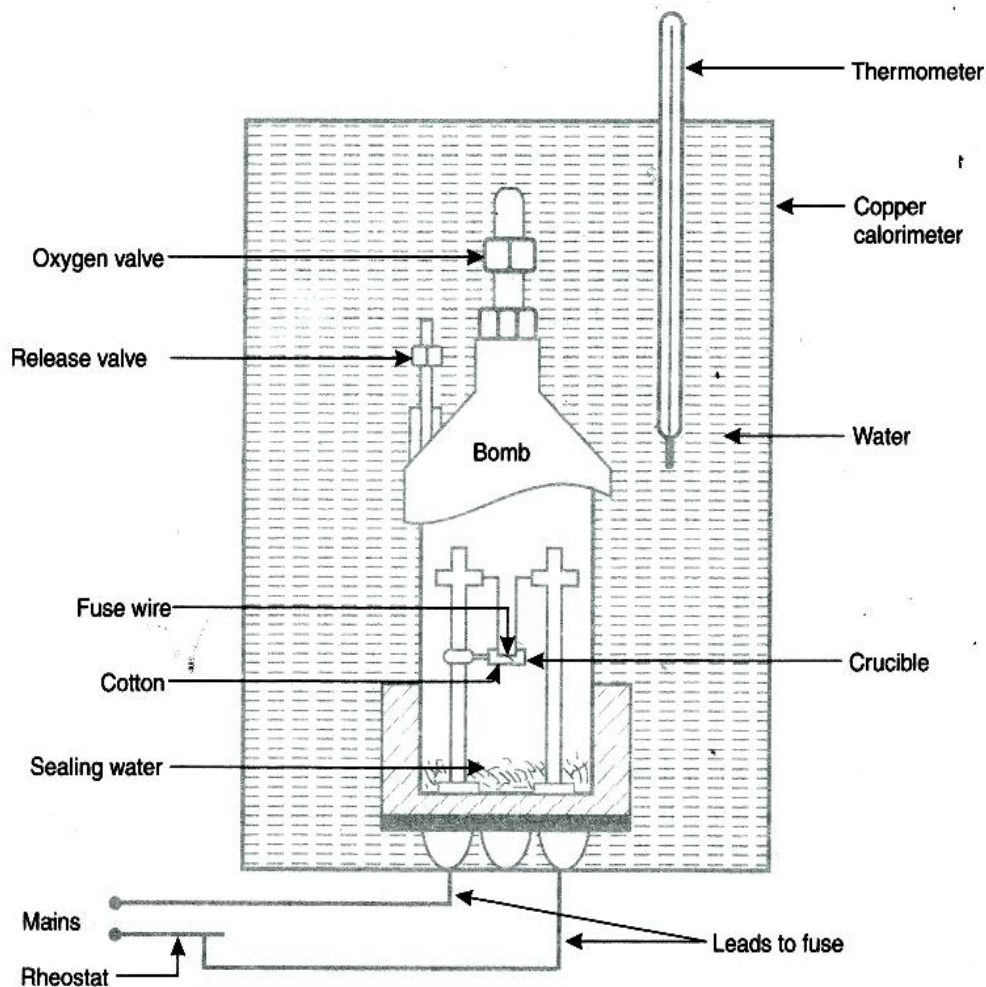 Thermometer
Copper
calorimeter
Oxygen valve
Release valve
Water
Bomb
Fuse wire
Crucible
Cotton
Sealing water
Mains
Leads to fuse
Rheostat